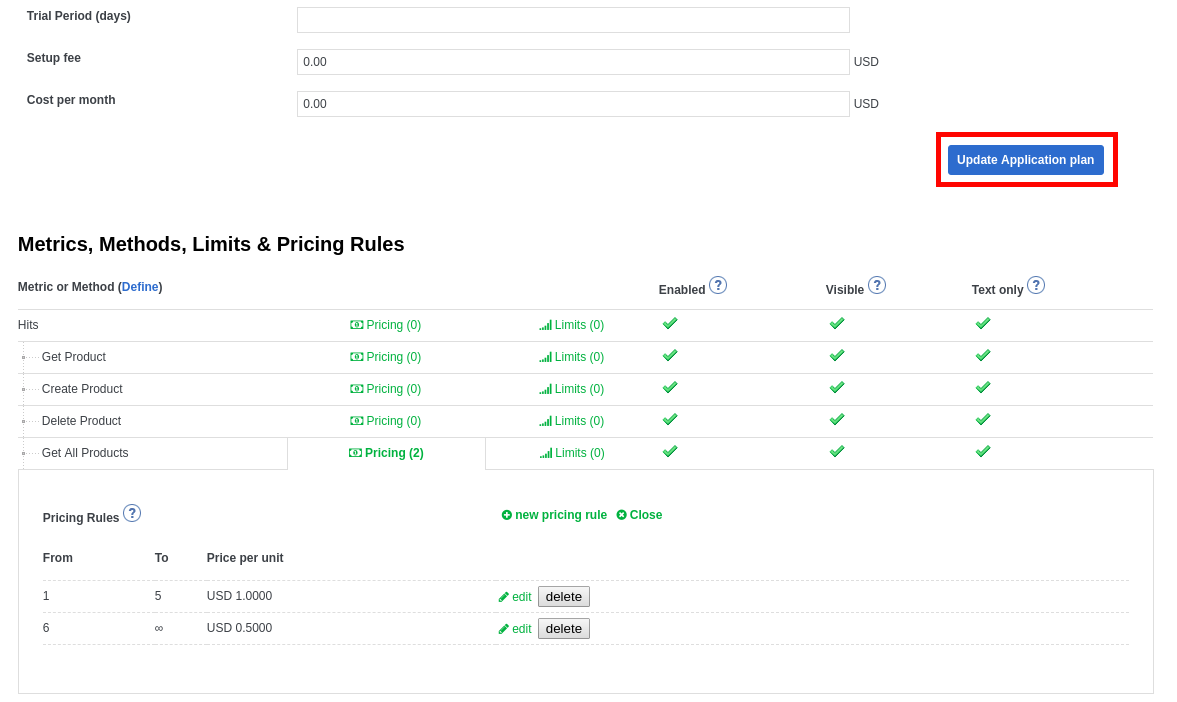 Trial Period (days)
Setup fee 0.00 USD
Cost per month 0.00 USD
Update Application plan
Metrics, Methods, Limits & Pricing Rules
Metric or Method (Define) Enabled ? Visible ? Text only ?
Hits Pricing (0) Limits (0)
Get Product Pricing (0) Limits (0)
Create Product Pricing (0) Limits (0)
Delete Product Pricing (0) Limits (0)
Get All Products Pricing (2) Limits (0)
Pricing Rules ? new pricing rule Close
From To Price per unit
1 5 USD 1.0000 edit delete
6 ∞ USD 0.5000 edit delete